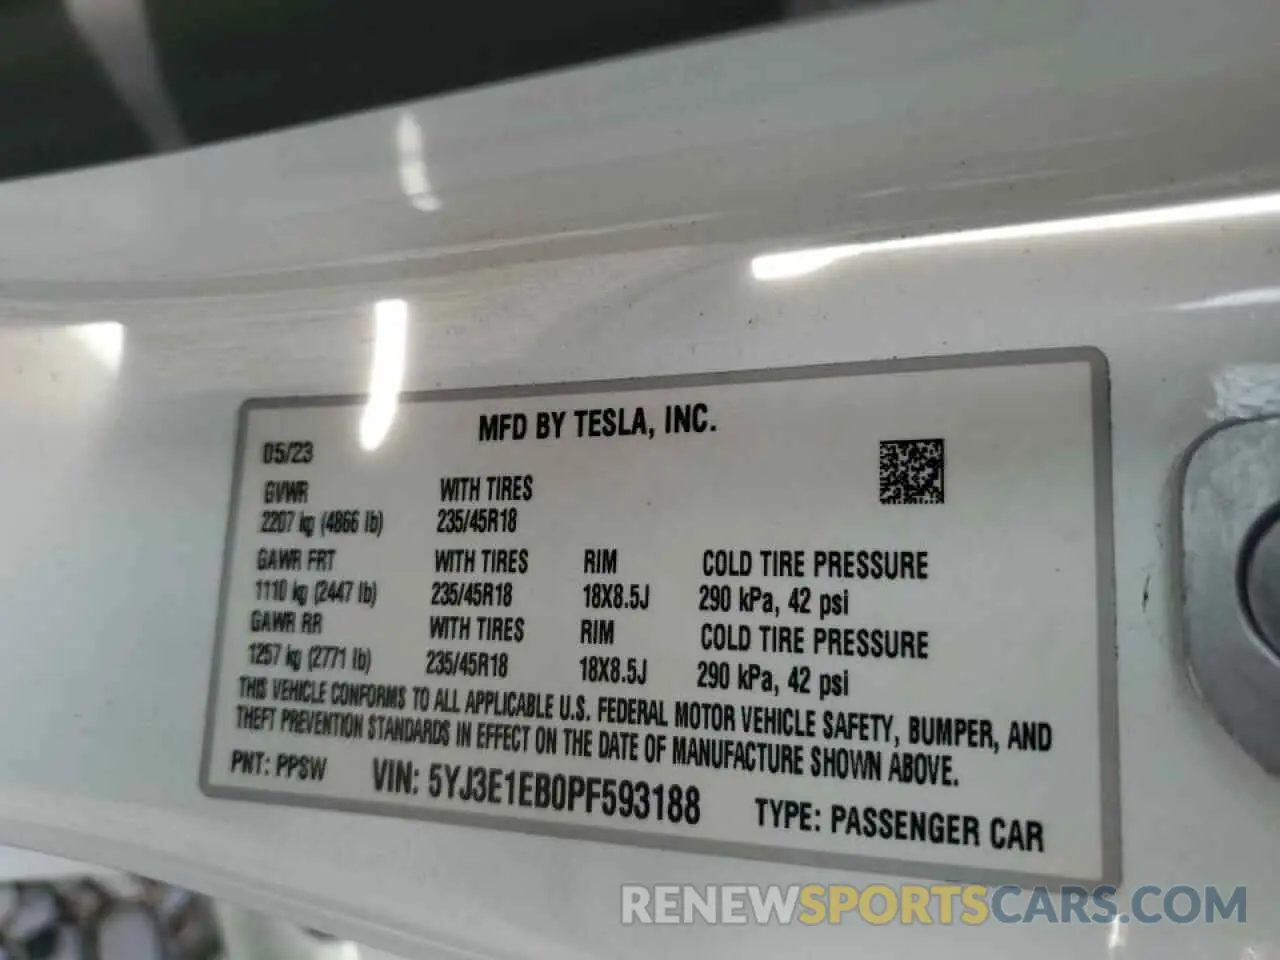 MFD BY TESLA, INC.
05/23
GVWR WITH TIRES
2207 kg (4866 lb) 235/45R18
GAWR FRT WITH TIRES RIM COLD TIRE PRESSURE
1110 kg (2447 lb) 235/45R18 18X8.5J 290 kPa, 42 psi
GAWR RR WITH TIRES RIM COLD TIRE PRESSURE
1257 kg (2771 lb) 235/45R18 18X8.5J 290 kPa, 42 psi
THIS VEHICLE CONFORMS TO ALL APPLICABLE U.S. FEDERAL MOTOR VEHICLE SAFETY, BUMPER, AND
THEFT PREVENTION STANDARDS IN EFFECT ON THE DATE OF MANUFACTURE SHOWN ABOVE.
PNT: PPSW VIN: 5YJ3E1EB0PF593188 TYPE: PASSENGER CAR
RENEWSPORTSCARS.COM